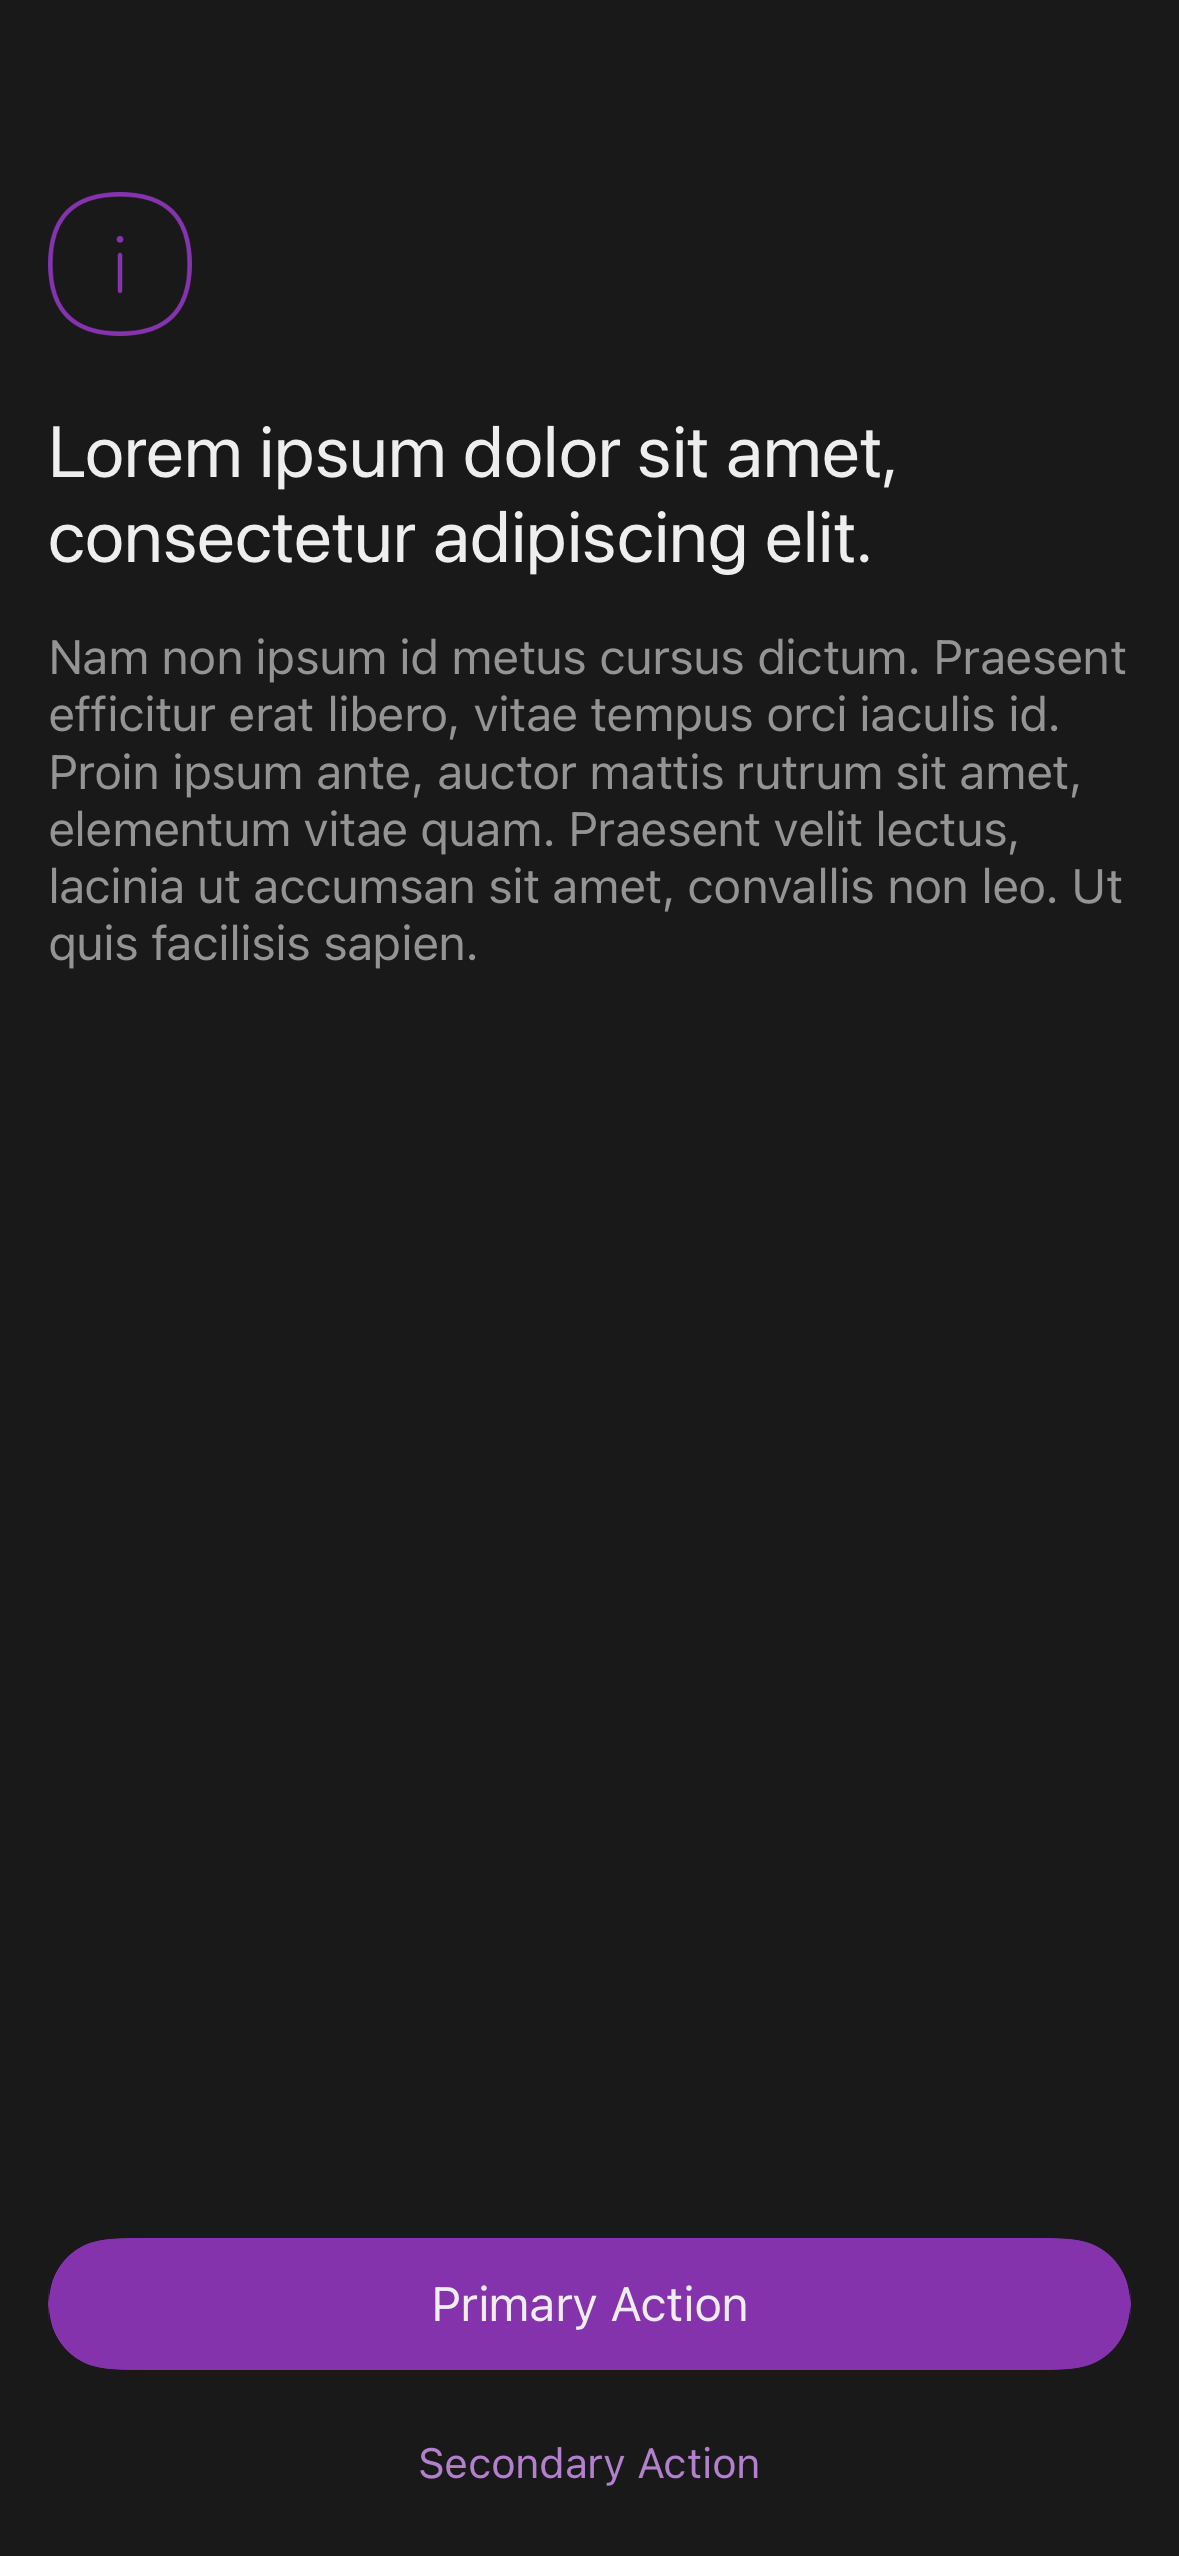 i
Lorem ipsum dolor sit amet,
consectetur adipiscing elit.
Nam non ipsum id metus cursus dictum. Praesent
efficitur erat libero, vitae tempus orci iaculis id.
Proin ipsum ante, auctor mattis rutrum sit amet,
elementum vitae quam. Praesent velit lectus,
lacinia ut accumsan sit amet, convallis non leo. Ut
quis facilisis sapien.
Primary Action
Secondary Action